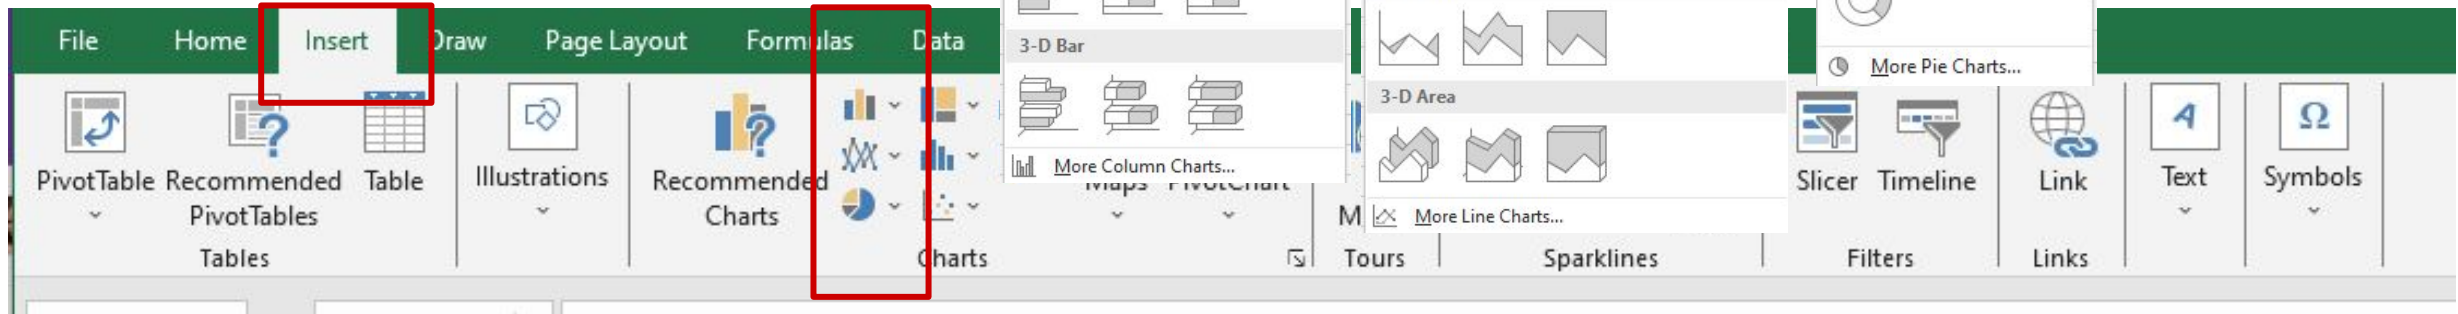 File Home Insert Draw Page Layout Formulas Data
3-D Bar
More Pie Charts...
3-D Area
More Column Charts...
PivotTable Recommended PivotTables Table Illustrations Recommended Charts Maps PivotChart M Slicer Timeline Link Text Symbols
More Line Charts...
Tables Charts Tours Sparklines Filters Links